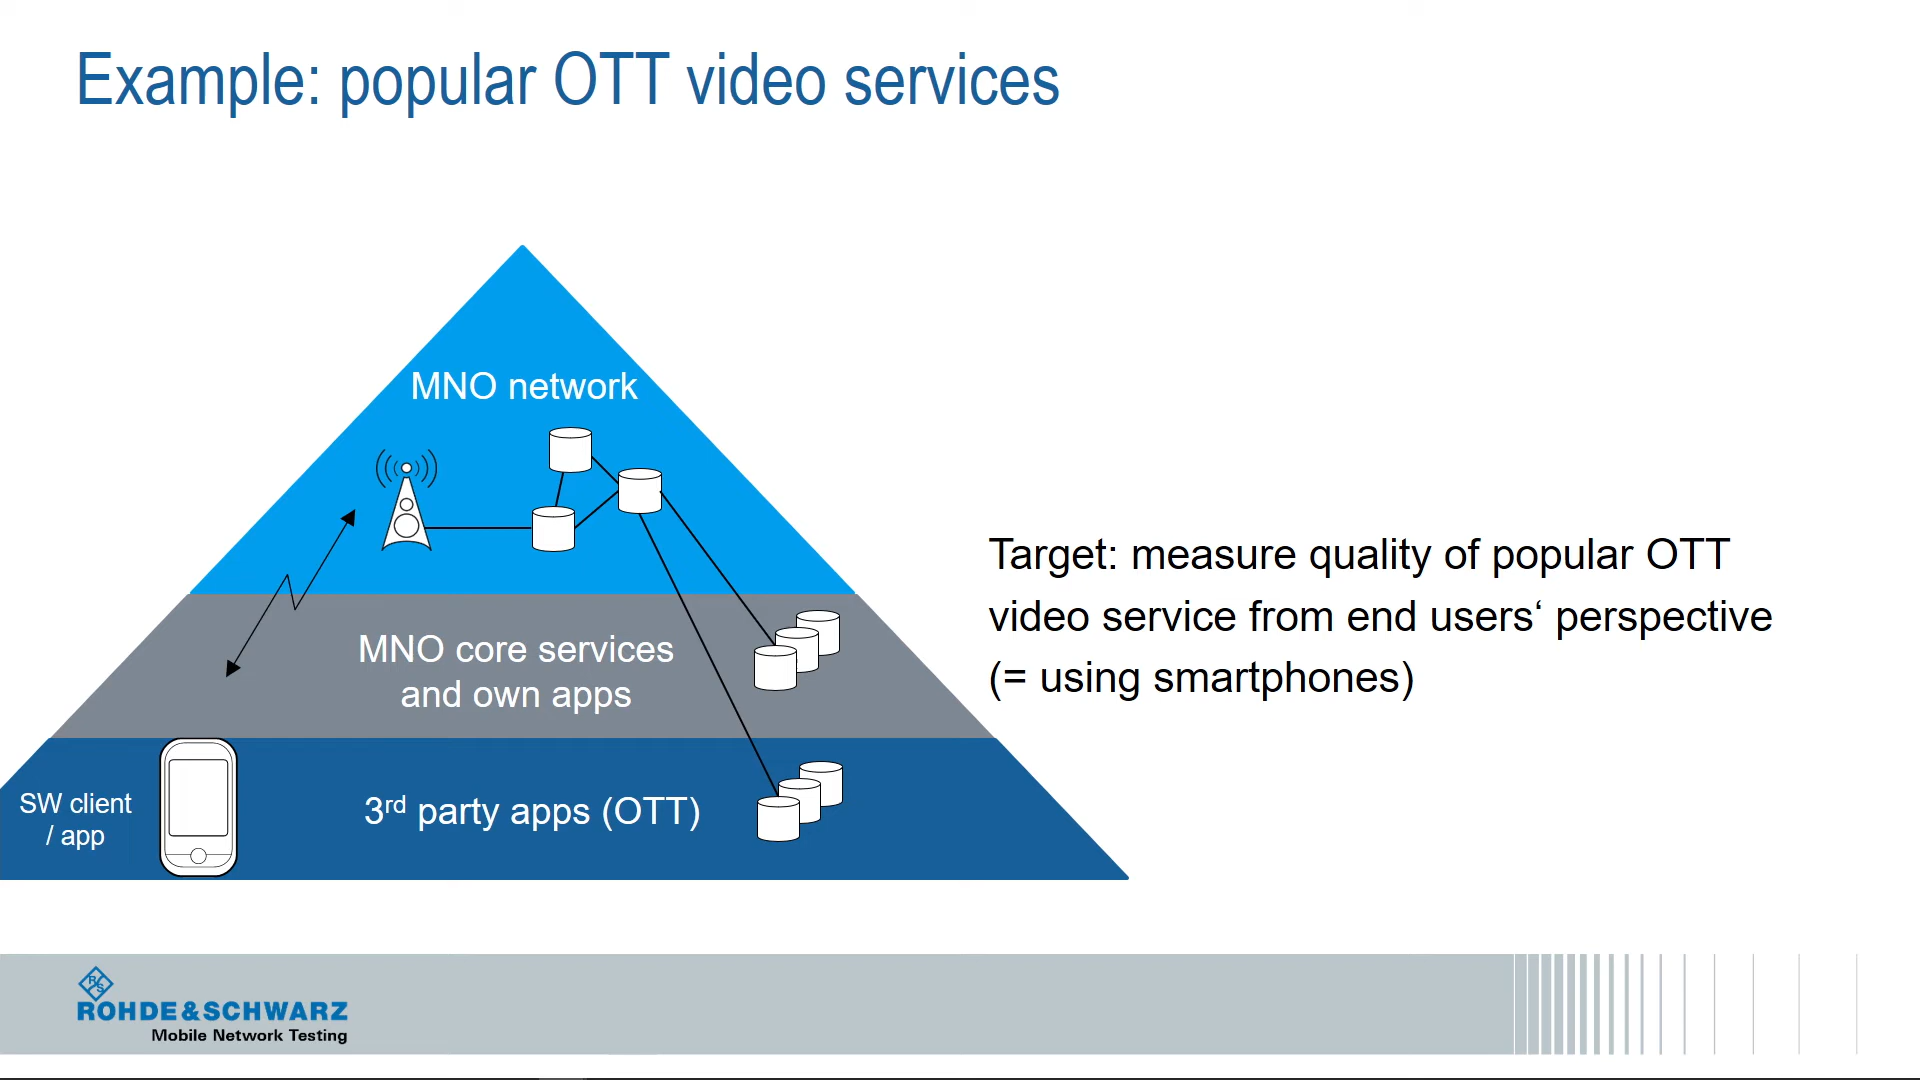 Example: popular OTT video services
MNO network
MNO core services
and own apps
SW client
/ app
3rd party apps (OTT)
Target: measure quality of popular OTT
video service from end users‘ perspective
(= using smartphones)
R&S
ROHDE&SCHWARZ
Mobile Network Testing